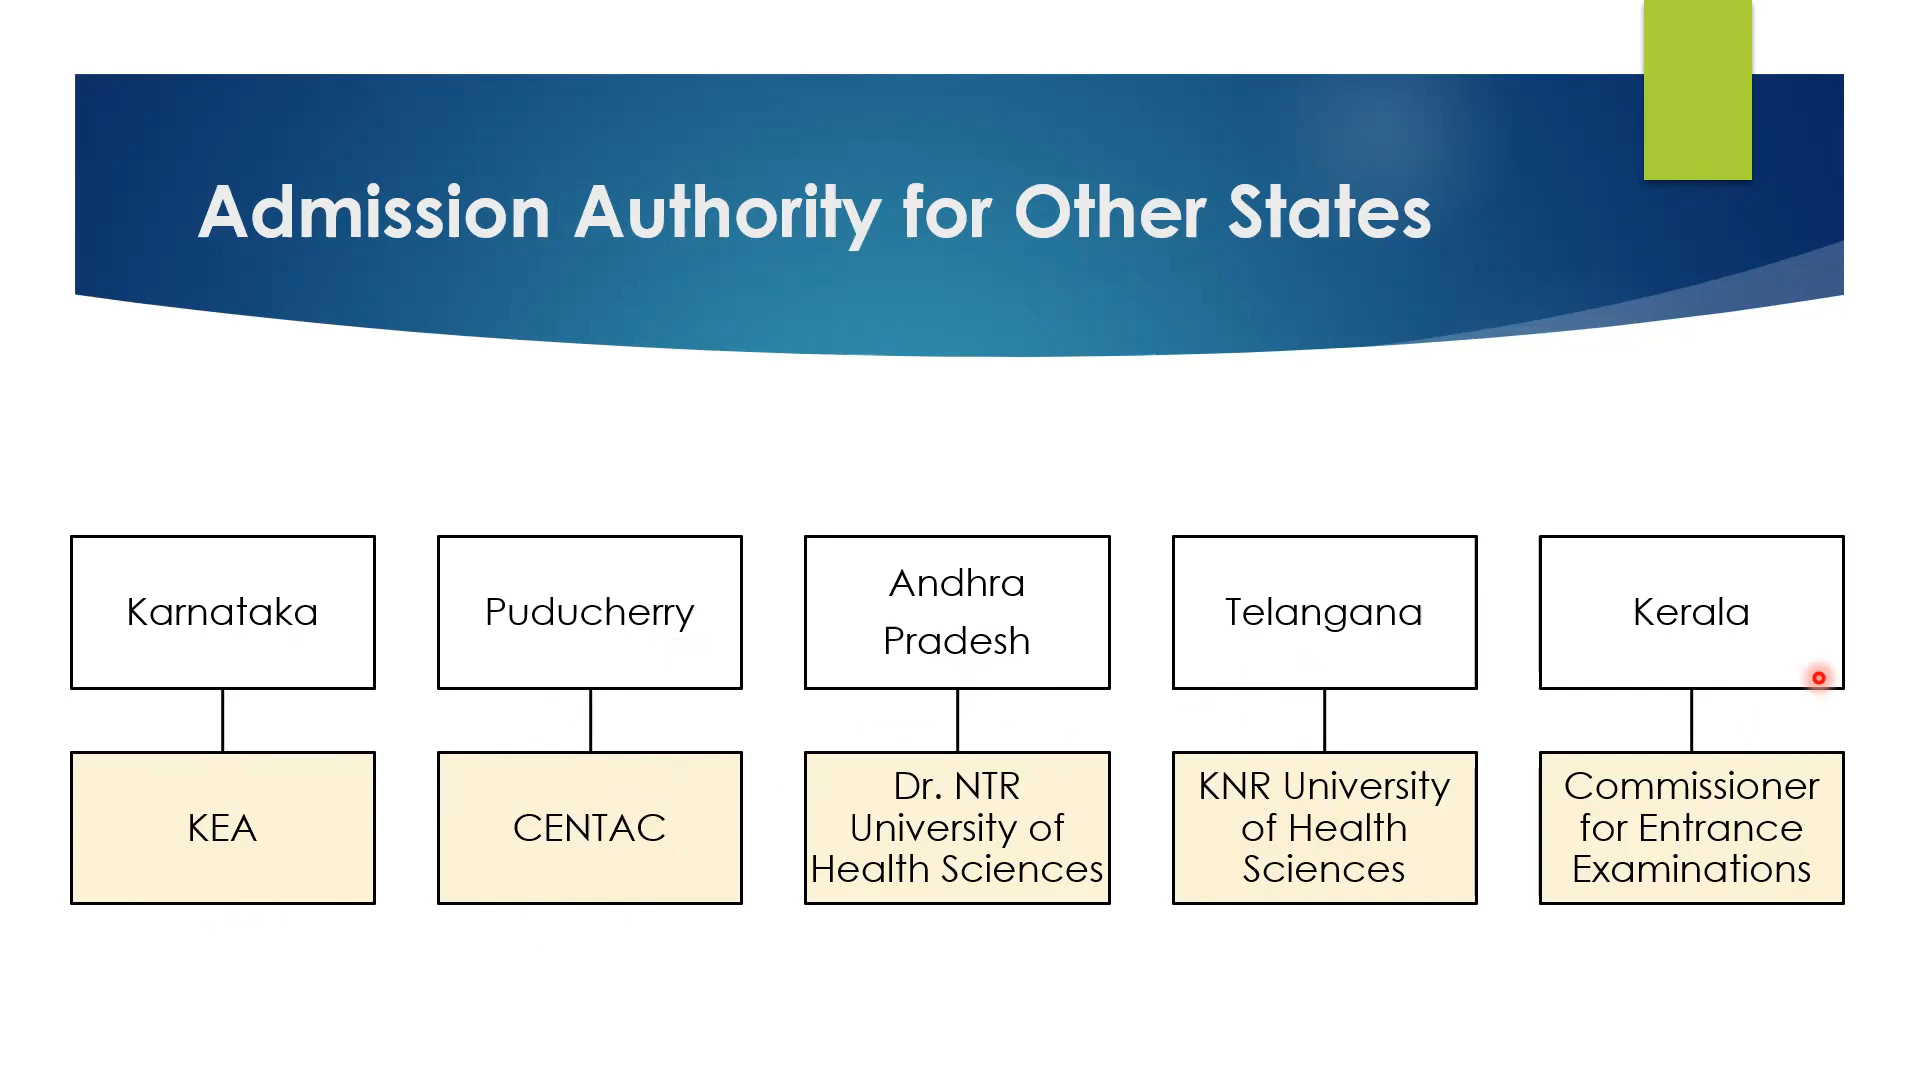 Admission Authority for Other States
Karnataka
Puducherry
Andhra
Pradesh
Telangana
Kerala
KEA
CENTAC
Dr. NTR
University of
Health Sciences
KNR University
of Health
Sciences
Commissioner
for Entrance
Examinations